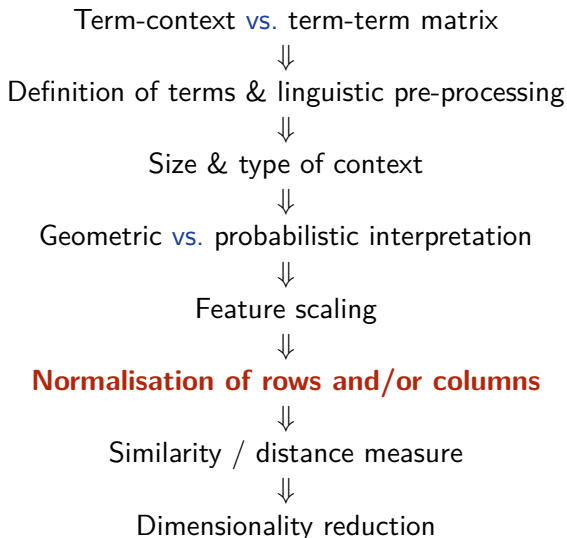 Term-context vs. term-term matrix
⇓
Definition of terms & linguistic pre-processing
⇓
Size & type of context
⇓
Geometric vs. probabilistic interpretation
⇓
Feature scaling
⇓
Normalisation of rows and/or columns
⇓
Similarity / distance measure
⇓
Dimensionality reduction